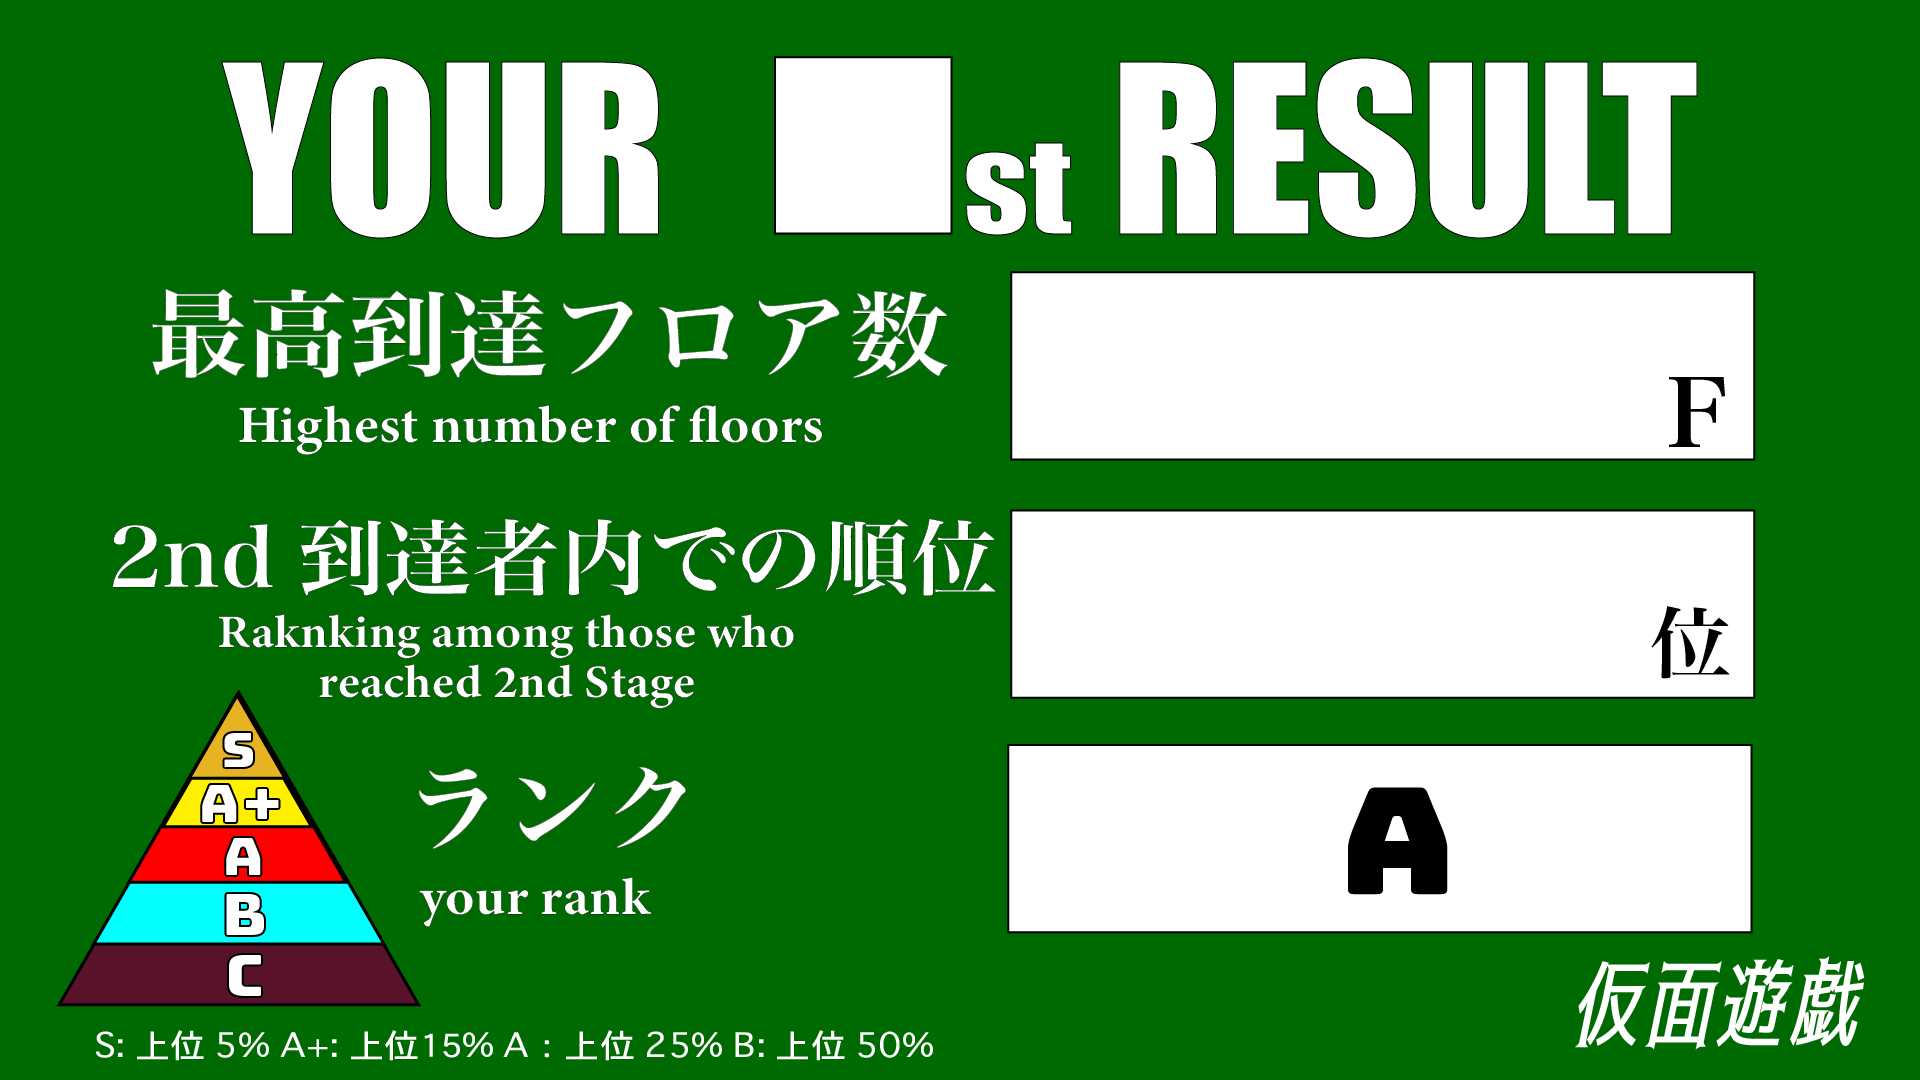 YOUR st RESULT
最高到達フロア数
Highest number of floors
F
2nd 到達者内での順位
Raknking among those who
reached 2nd Stage
位
S
A+
A
B
C
ランク
your rank
A
仮面遊戯
S: 上位 5% A+: 上位15% A : 上位 25% B: 上位 50%